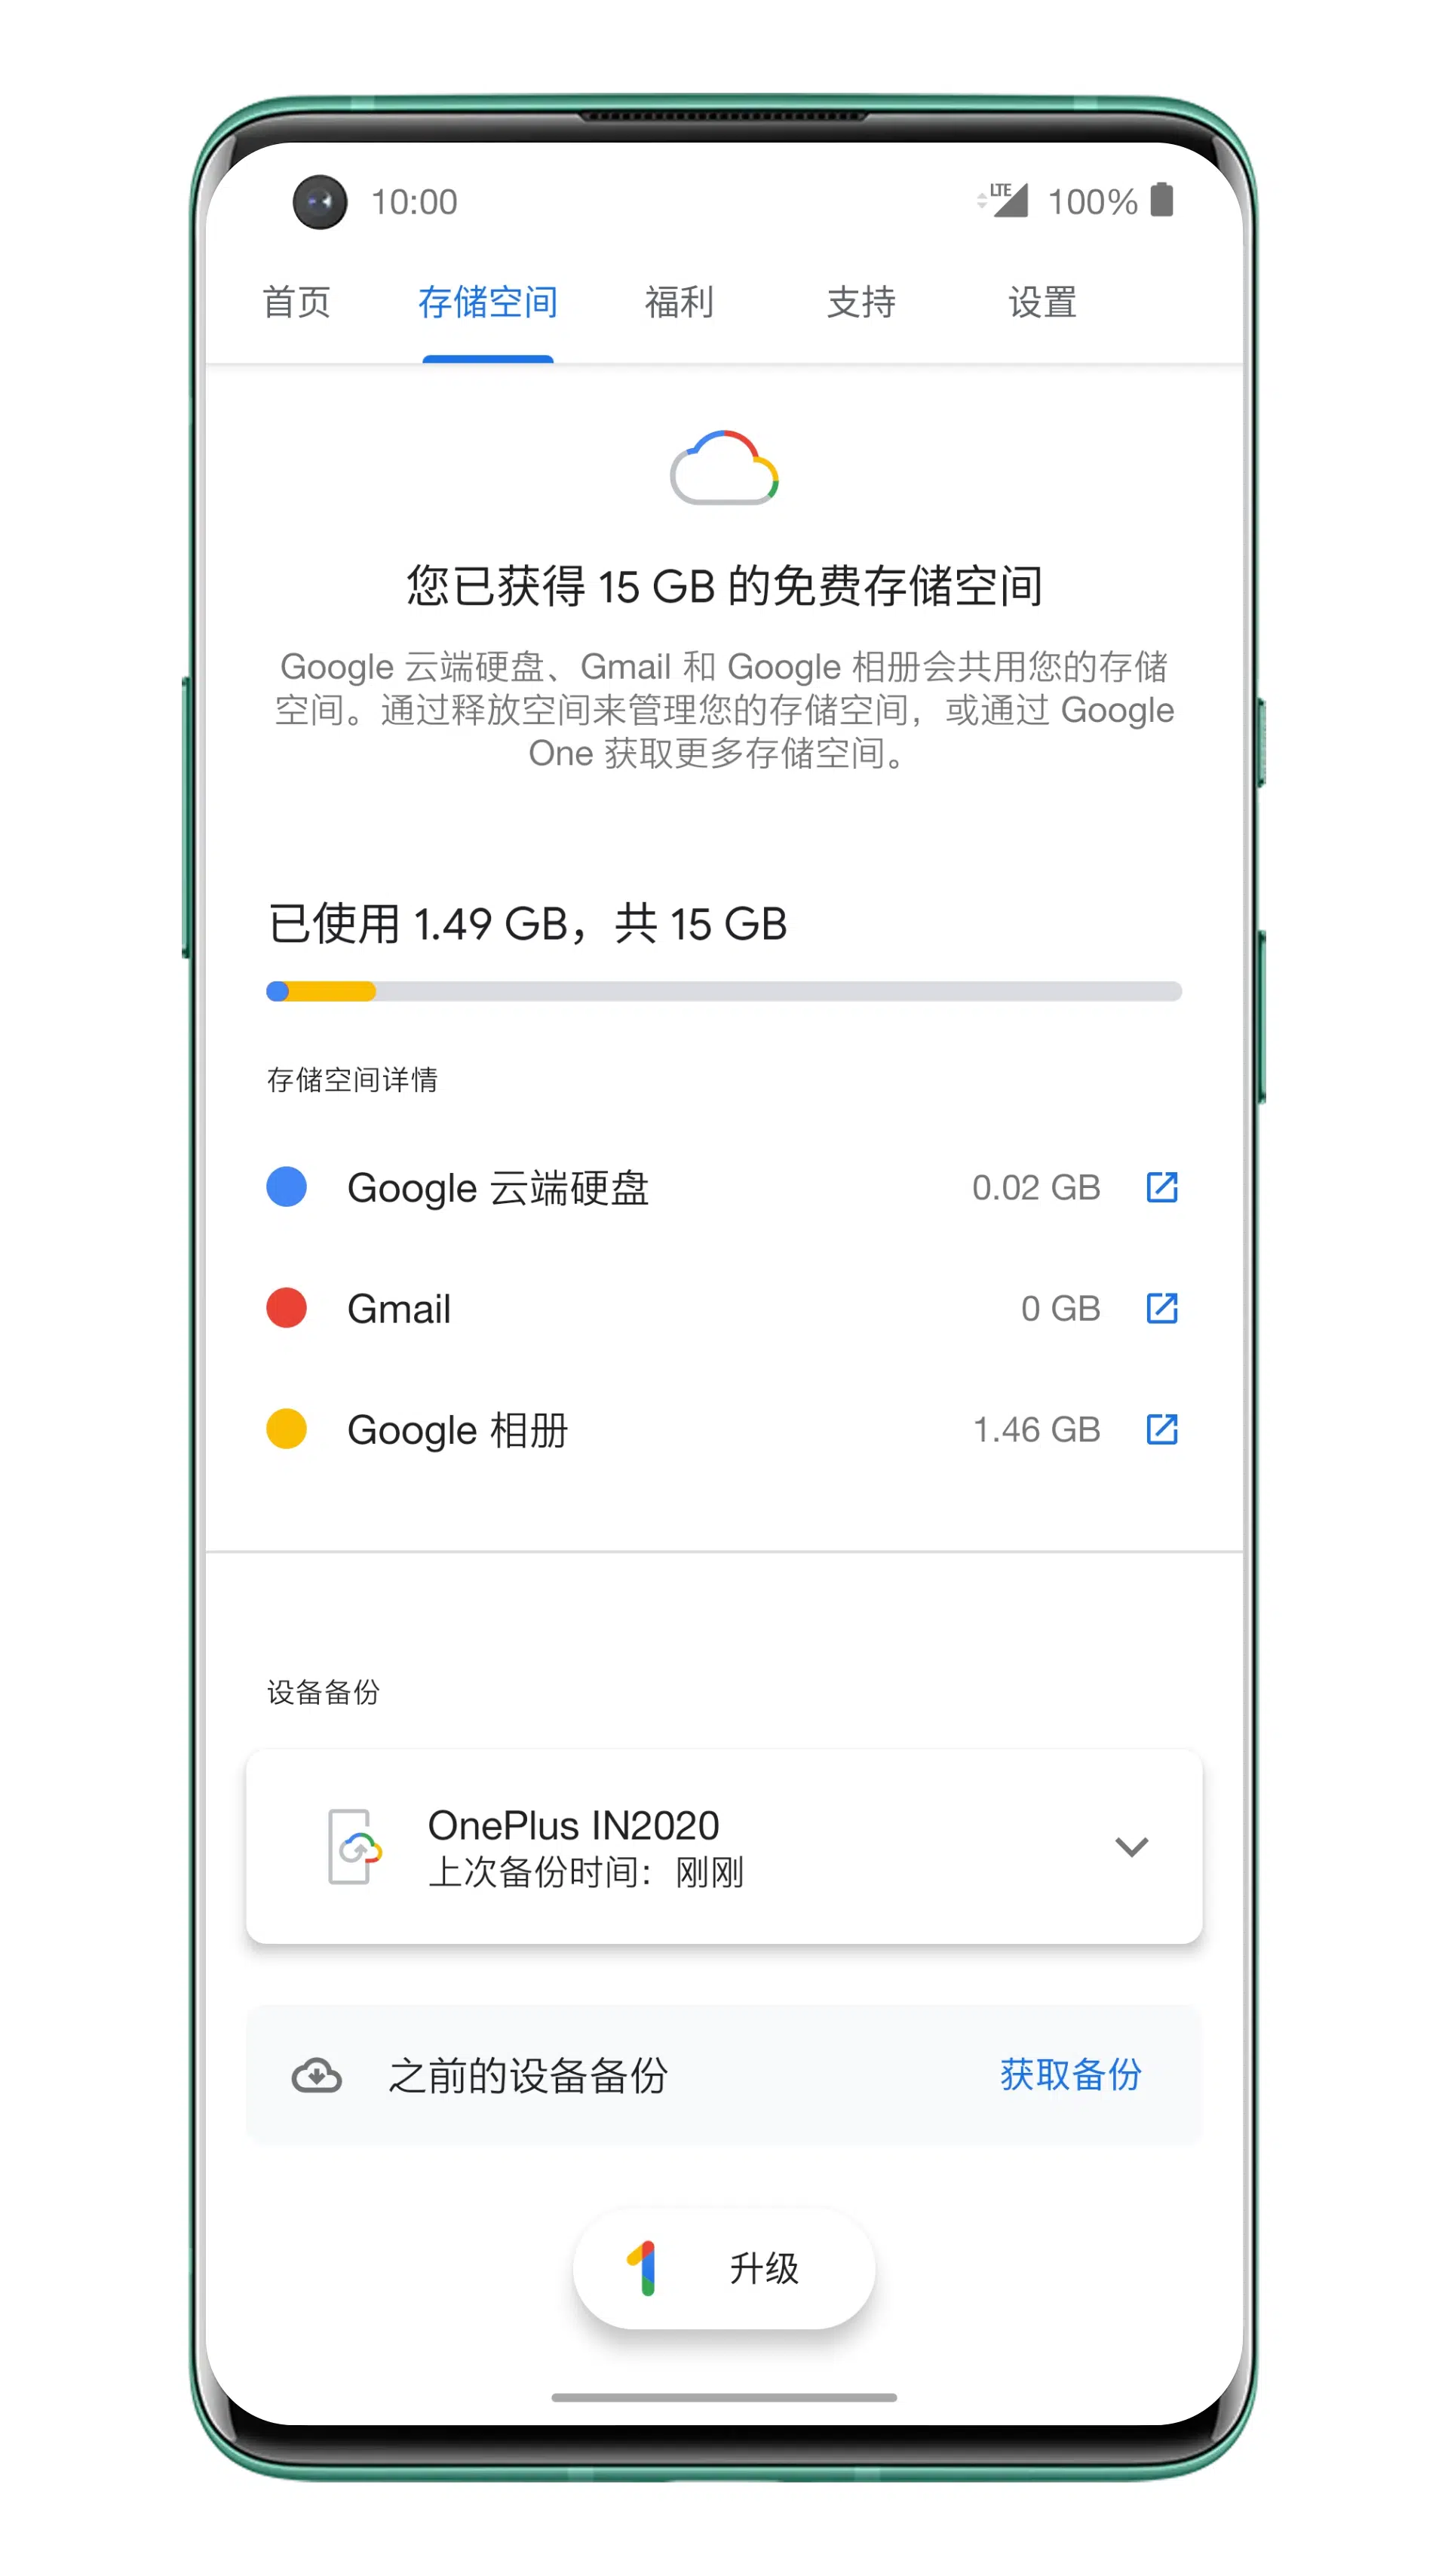 10:00 LTE 100%
首页 存储空间 福利 支持 设置
您已获得 15 GB 的免费存储空间
Google 云端硬盘、Gmail 和 Google 相册会共用您的存储
空间。通过释放空间来管理您的存储空间，或通过 Google
One 获取更多存储空间。
已使用 1.49 GB，共 15 GB
存储空间详情
Google 云端硬盘 0.02 GB
Gmail 0 GB
Google 相册 1.46 GB
设备备份
OnePlus IN2020
上次备份时间：刚刚
之前的设备备份 获取备份
升级